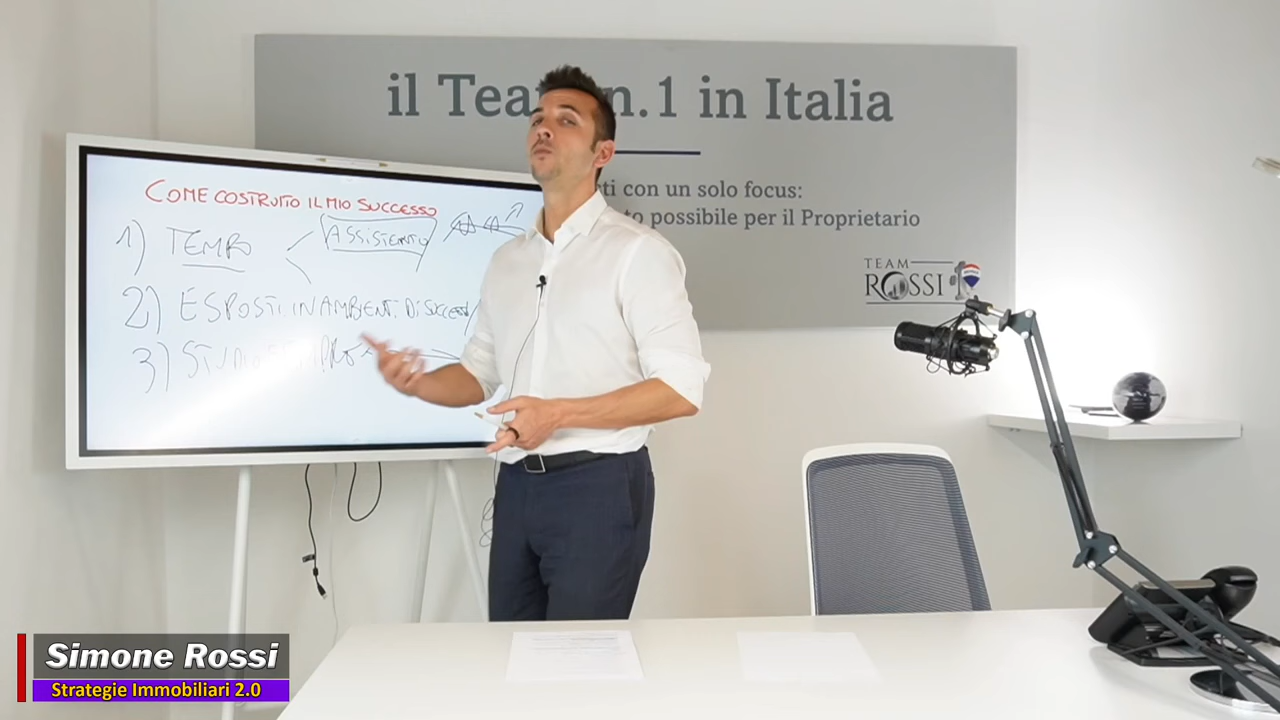 il Tea n.1 in Italia
ti con un solo focus:
to possibile per il Proprietario
TEAM
ROSSI
COME COSTRUITO IL MIO SUCCESSO
1) TEMPO
ASSISTENTE
2) ESPOSTI IN AMBIENTI DI SUCCESS
3)
Simone Rossi
Strategie Immobiliari 2.0